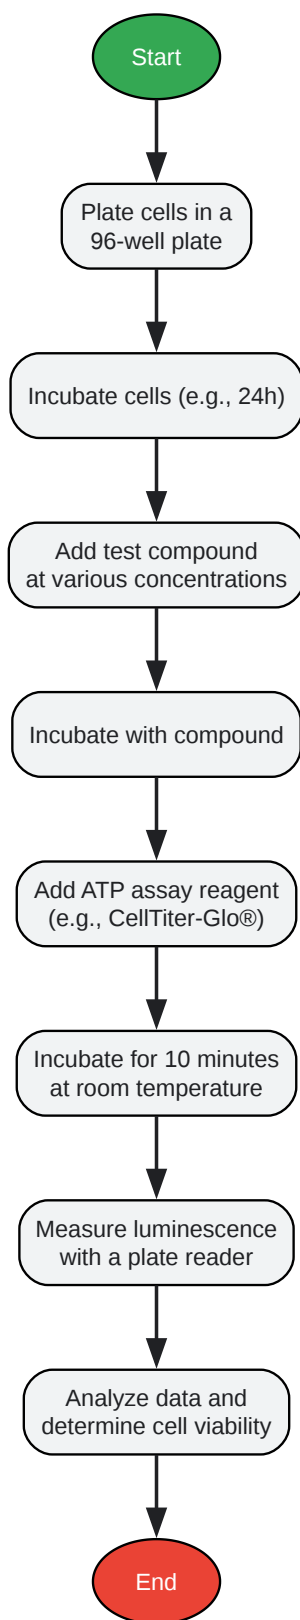 Start
Plate cells in a
96-well plate
Incubate cells (e.g., 24h)
Add test compound
at various concentrations
Incubate with compound
Add ATP assay reagent
(e.g., CellTiter-Glo®)
Incubate for 10 minutes
at room temperature
Measure luminescence
with a plate reader
Analyze data and
determine cell viability
End